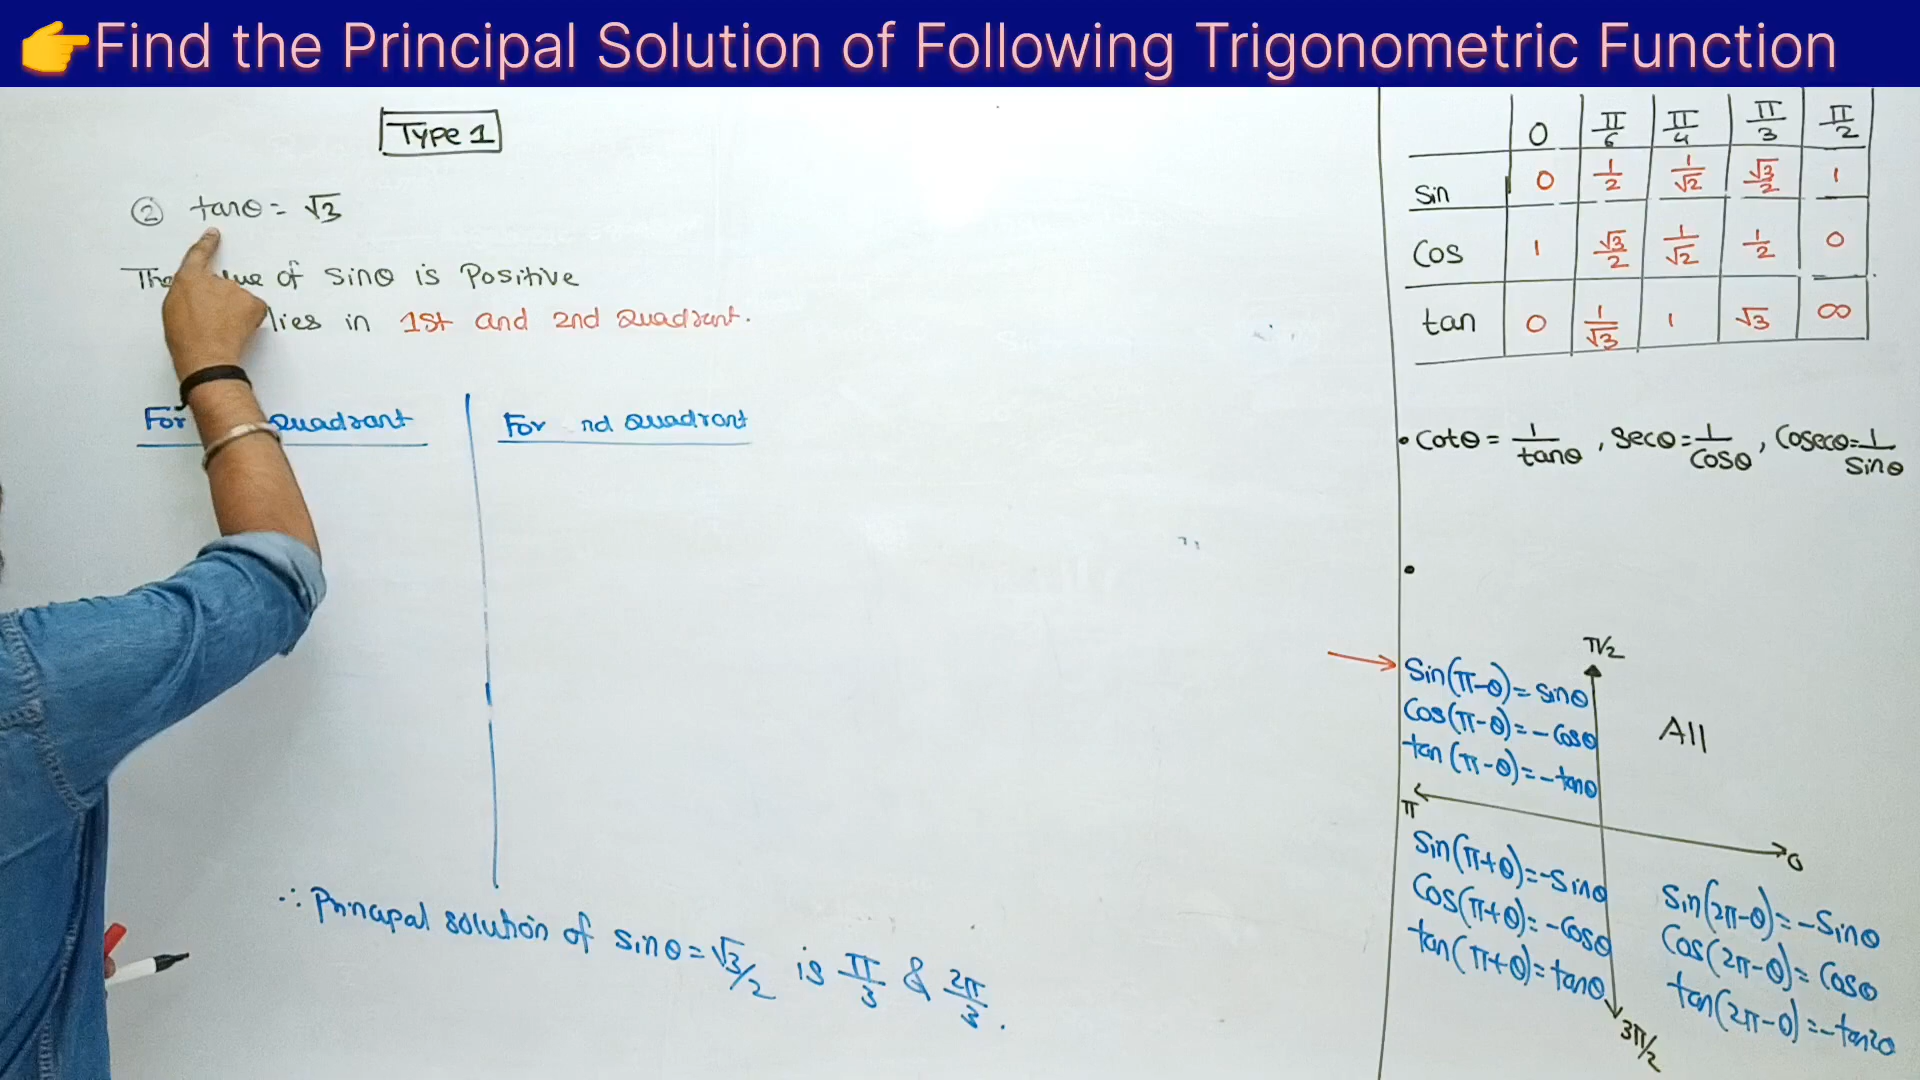 👉Find the Principal Solution of Following Trigonometric Function
Type 1
② tanθ = √3
of sinθ is Positive
lies in 1st and 2nd Quadrant.
For Quadrant
For nd Quadrant
∴ Principal solution of sinθ = √3/2 is π/3 & 2π/3.
0 π/6 π/4 π/3 π/2
sin 0 1/2 1/√2 √3/2 1
Cos 1 √3/2 1/√2 1/2 0
tan 0 1/√3 1 √3 ∞
• Cotθ = 1/tanθ , Secθ = 1/Cosθ , Cosecθ = 1/Sinθ
•
π/2
Sin(π-θ) = sinθ
Cos(π-θ) = -Cosθ
tan(π-θ) = -tanθ
All
π
0
Sin(π+θ) = -Sinθ
Cos(π+θ) = -Cosθ
tan(π+θ) = tanθ
Sin(2π-θ) = -Sinθ
Cos(2π-θ) = Cosθ
3π/2